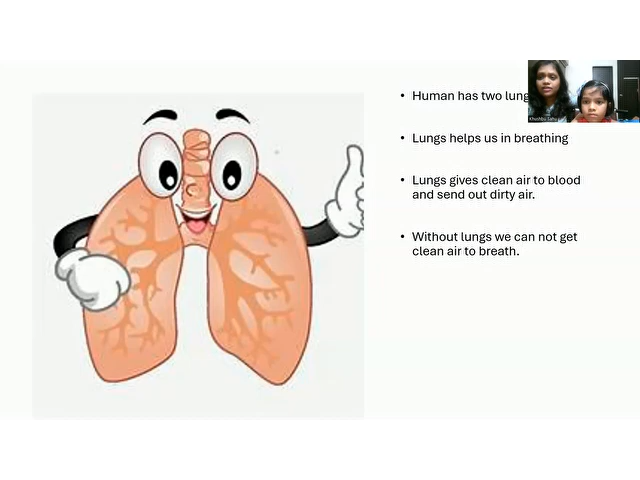 • Human has two lung
• Lungs helps us in breathing
• Lungs gives clean air to blood
and send out dirty air.
• Without lungs we can not get
clean air to breath.